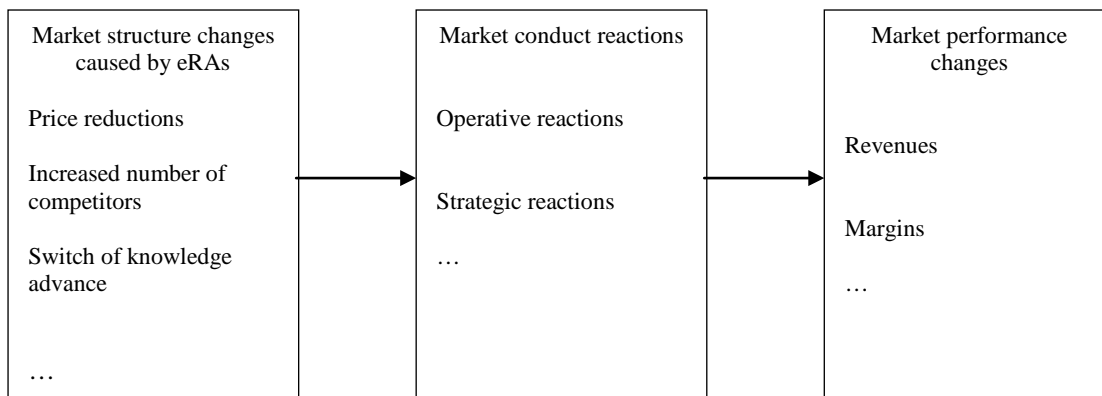 Market structure changes
caused by eRAs
Price reductions
Increased number of
competitors
Switch of knowledge
advance
…
Market conduct reactions
Operative reactions
Strategic reactions
…
Market performance
changes
Revenues
Margins
…